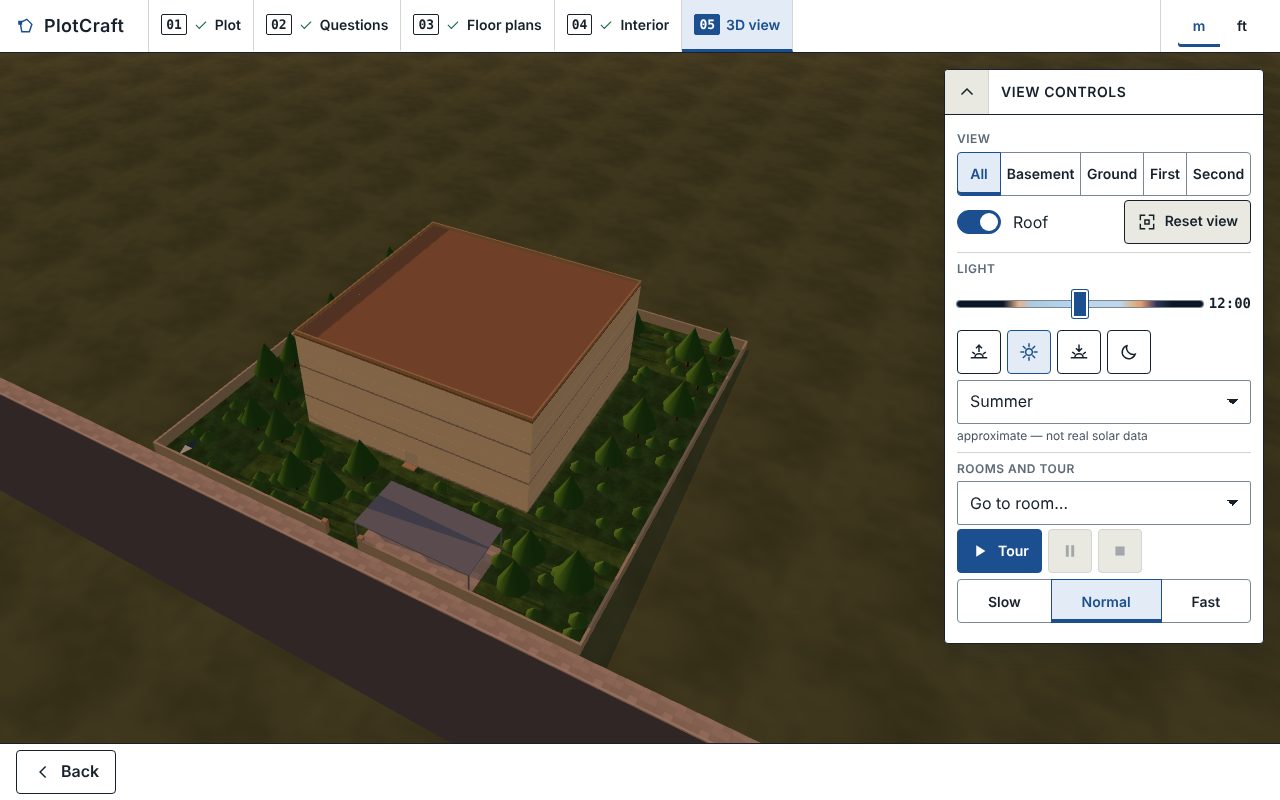 PlotCraft
01 Plot
02 Questions
03 Floor plans
04 Interior
05 3D view
m ft
VIEW CONTROLS
VIEW
All Basement Ground First Second
Roof
Reset view
LIGHT
12:00
Summer
approximate — not real solar data
ROOMS AND TOUR
Go to room...
Tour
Slow Normal Fast
Back